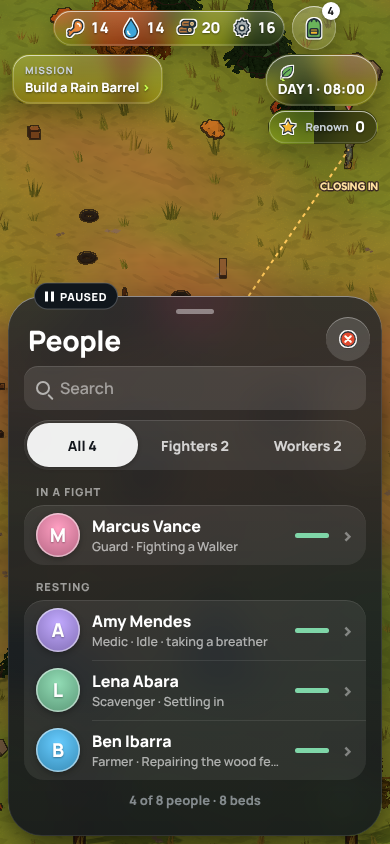 14 14 20 16 4
MISSION
Build a Rain Barrel ›
DAY 1 · 08:00
Renown 0
CLOSING IN
PAUSED
People
Search
All 4 Fighters 2 Workers 2
IN A FIGHT
M
Marcus Vance
Guard · Fighting a Walker
RESTING
A
Amy Mendes
Medic · Idle · taking a breather
L
Lena Abara
Scavenger · Settling in
B
Ben Ibarra
Farmer · Repairing the wood fe...
4 of 8 people · 8 beds